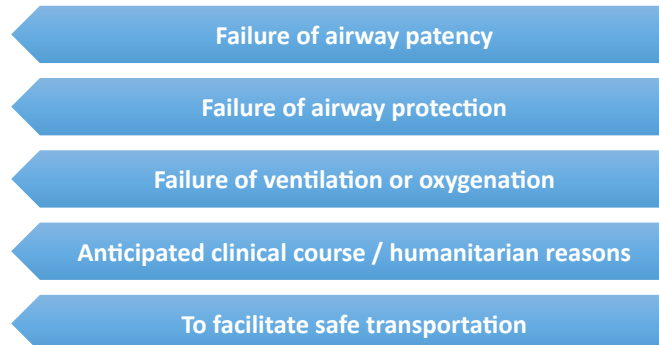 Failure of airway patency
Failure of airway protection
Failure of ventilation or oxygenation
Anticipated clinical course / humanitarian reasons
To facilitate safe transportation